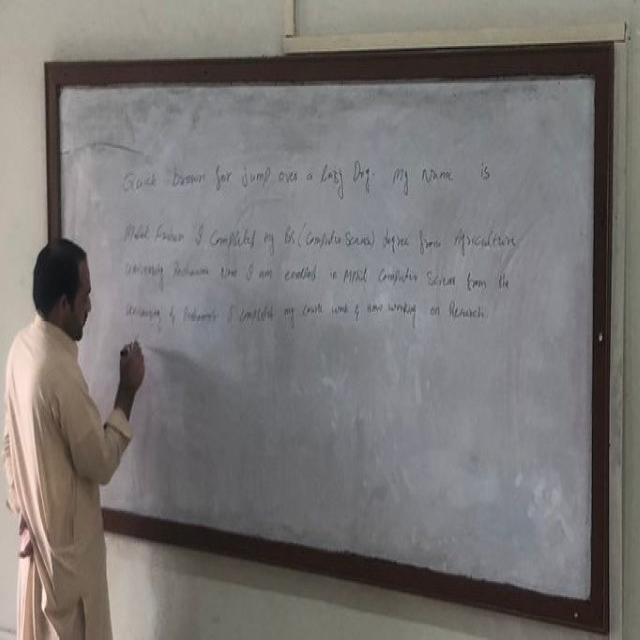 Quick brown fox jump over a Lazy Dog. My Name is
I Completed my BS (Computer Science) degree from Agriculture
University Peshawar Now I am enrolled in MPhil Computer Science from the
University of Peshawar I completed my course work & now working on Research